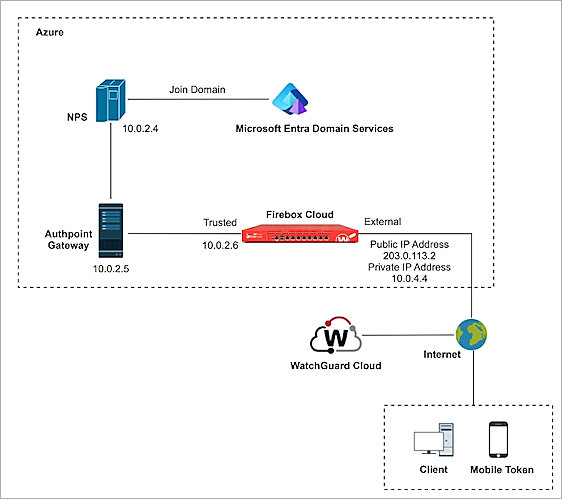 Azure
Join Domain
NPS
10.0.2.4
Microsoft Entra Domain Services
Authpoint
Gateway
10.0.2.5
Trusted
10.0.2.6
Firebox Cloud
External
Public IP Address
203.0.113.2
Private IP Address
10.0.4.4
W
WatchGuard Cloud
Internet
Client
Mobile Token